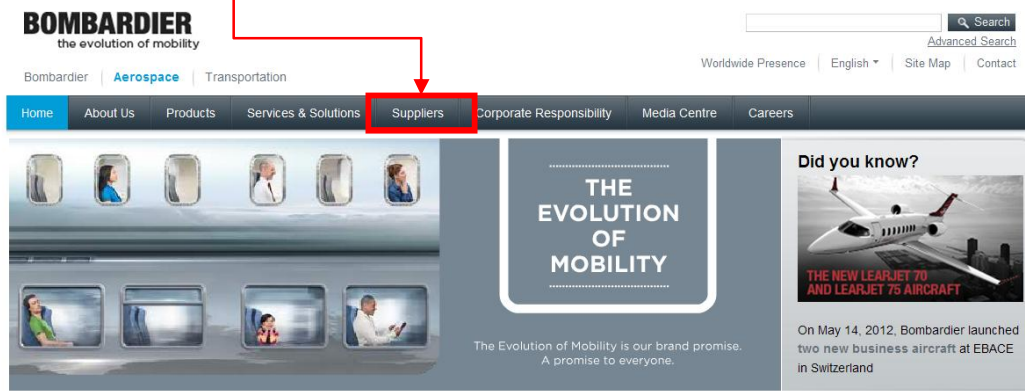 BOMBARDIER
the evolution of mobility
Search
Advanced Search
Worldwide Presence | English | Site Map | Contact
Bombardier | Aerospace | Transportation
Home About Us Products Services & Solutions Suppliers Corporate Responsibility Media Centre Careers
THE
EVOLUTION
OF
MOBILITY
The Evolution of Mobility is our brand promise.
A promise to everyone.
Did you know?
THE NEW LEARJET 70
AND LEARJET 75 AIRCRAFT
On May 14, 2012, Bombardier launched
two new business aircraft at EBACE
in Switzerland